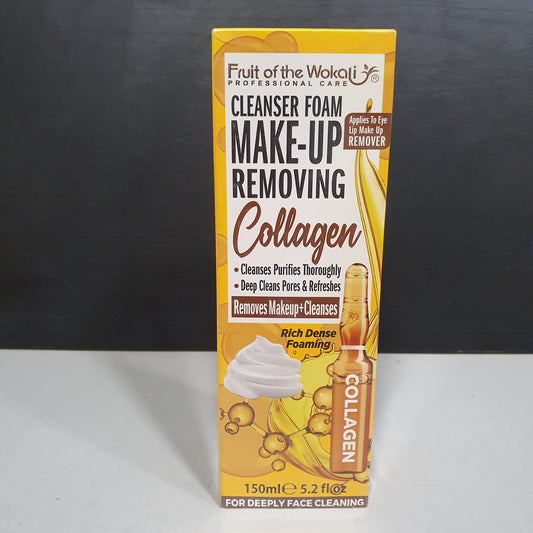 Fruit of the Wokali ®
PROFESSIONAL CARE
CLEANSER FOAM
MAKE-UP
REMOVING
Collagen
Applies To Eye
Lip Make Up
REMOVER
• Cleanses Purifies Thoroughly
• Deep Cleans Pores & Refreshes
Removes Makeup+Cleanses
Rich Dense
Foaming
COLLAGEN
150ml℮ 5.2 fl oz
FOR DEEPLY FACE CLEANING